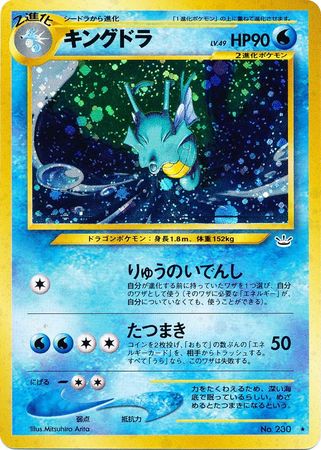 2進化
シードラから進化
「1進化ポケモン」の上に重ねて進化させます。
キングドラ
LV.49
HP90
2進化ポケモン
ドラゴンポケモン：身長1.8m、体重152kg
りゅうのいでんし
自分が進化する前に持っていたワザを1つ選び、自分のワザとして使う（そのワザに必要な「エネルギー」が、自分についていなくても、使うことができる）。
たつまき
50
コインを2枚投げ、「おもて」の数ぶんの「エネルギーカード」を、相手からトラッシュする。すべて「うら」なら、このワザは失敗する。
にげる
弱点
抵抗力
力をたくわえるため、深い海底で眠っているらしい。めざめるとたつまきになるという。
Illus.Mitsuhiro Arita
No.230